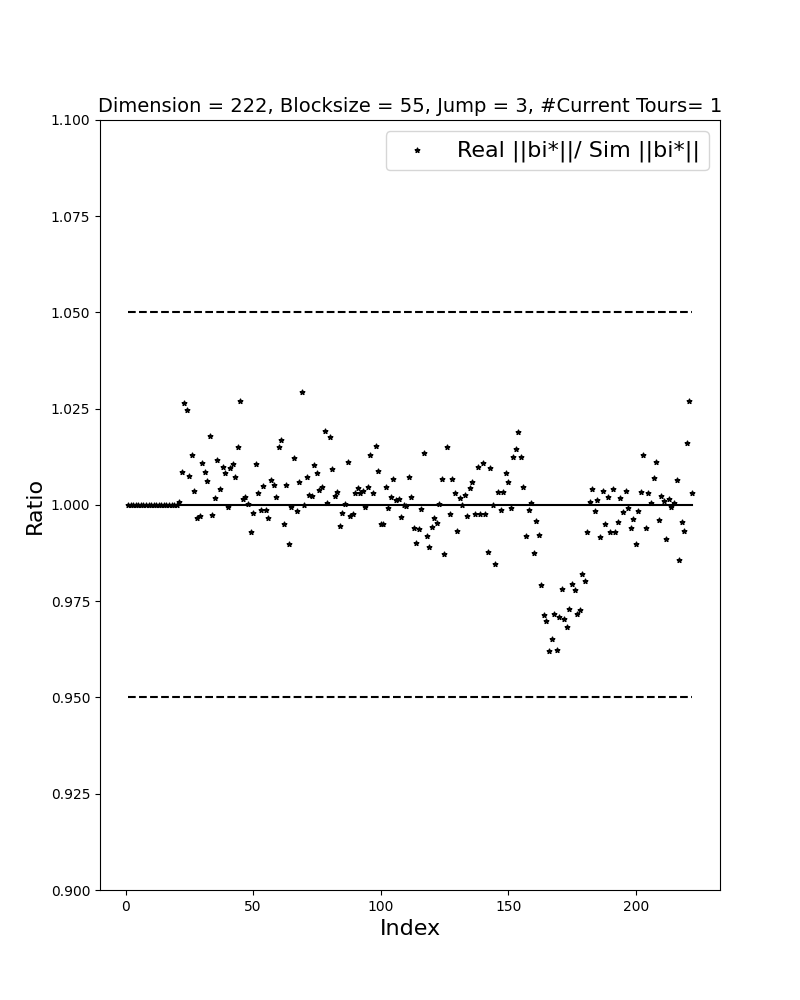 Dimension = 222, Blocksize = 55, Jump = 3, #Current Tours= 1
Real ||bi*||/ Sim ||bi*||
1.100
1.075
1.050
1.025
1.000
0.975
0.950
0.925
0.900
Ratio
0 50 100 150 200
Index